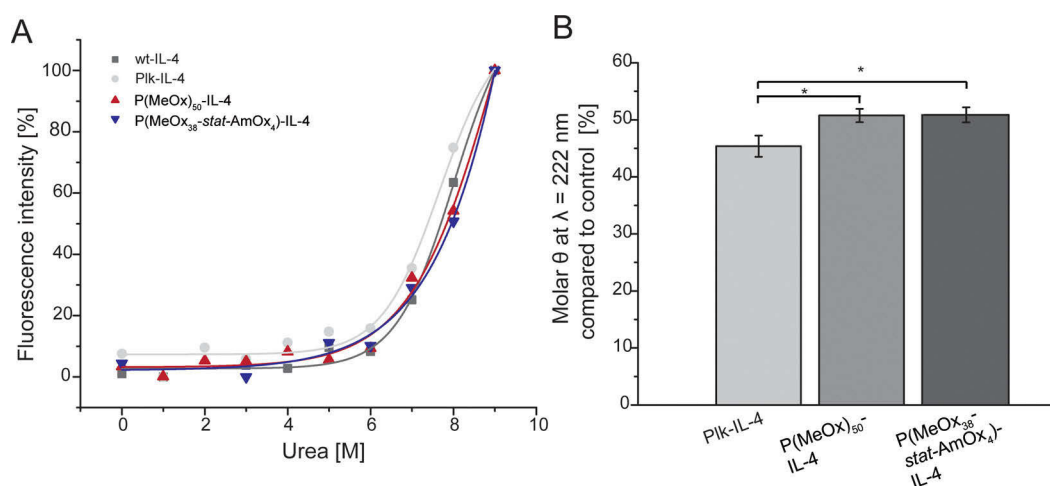 A
wt-IL-4
Plk-IL-4
P(MeOx)50-IL-4
P(MeOx38-stat-AmOx4)-IL-4
Fluorescence intensity [%]
100
80
60
40
20
0
0 2 4 6 8 10
Urea [M]
B
Molar θ at λ = 222 nm
compared to control [%]
60
50
40
30
20
10
0
*
*
Plk-IL-4
P(MeOx)50-
IL-4
P(MeOx38-
stat-AmOx4)-
IL-4